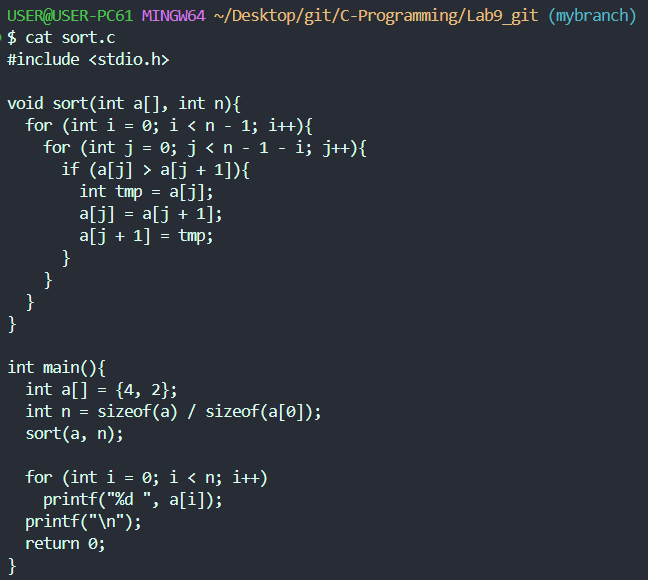 USER@USER-PC61 MINGW64 ~/Desktop/git/C-Programming/Lab9_git (mybranch)
$ cat sort.c
#include <stdio.h>

void sort(int a[], int n){
  for (int i = 0; i < n - 1; i++){
    for (int j = 0; j < n - 1 - i; j++){
      if (a[j] > a[j + 1]){
        int tmp = a[j];
        a[j] = a[j + 1];
        a[j + 1] = tmp;
      }
    }
  }
}

int main(){
  int a[] = {4, 2};
  int n = sizeof(a) / sizeof(a[0]);
  sort(a, n);

  for (int i = 0; i < n; i++)
    printf("%d ", a[i]);
  printf("\n");
  return 0;
}